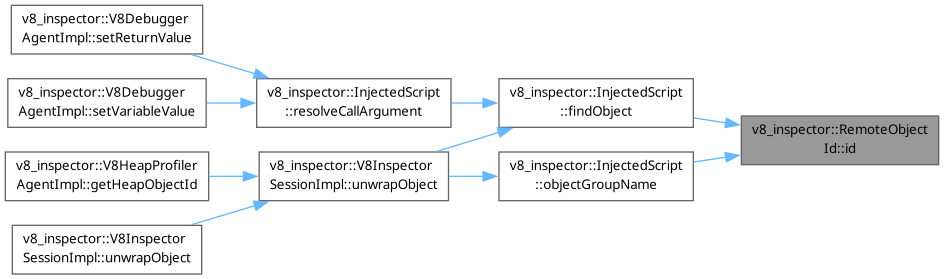 v8_inspector::V8Debugger
AgentImpl::setReturnValue
v8_inspector::V8Debugger
AgentImpl::setVariableValue
v8_inspector::InjectedScript
::resolveCallArgument
v8_inspector::InjectedScript
::findObject
v8_inspector::RemoteObject
Id::id
v8_inspector::V8HeapProfiler
AgentImpl::getHeapObjectId
v8_inspector::V8Inspector
SessionImpl::unwrapObject
v8_inspector::InjectedScript
::objectGroupName
v8_inspector::V8Inspector
SessionImpl::unwrapObject